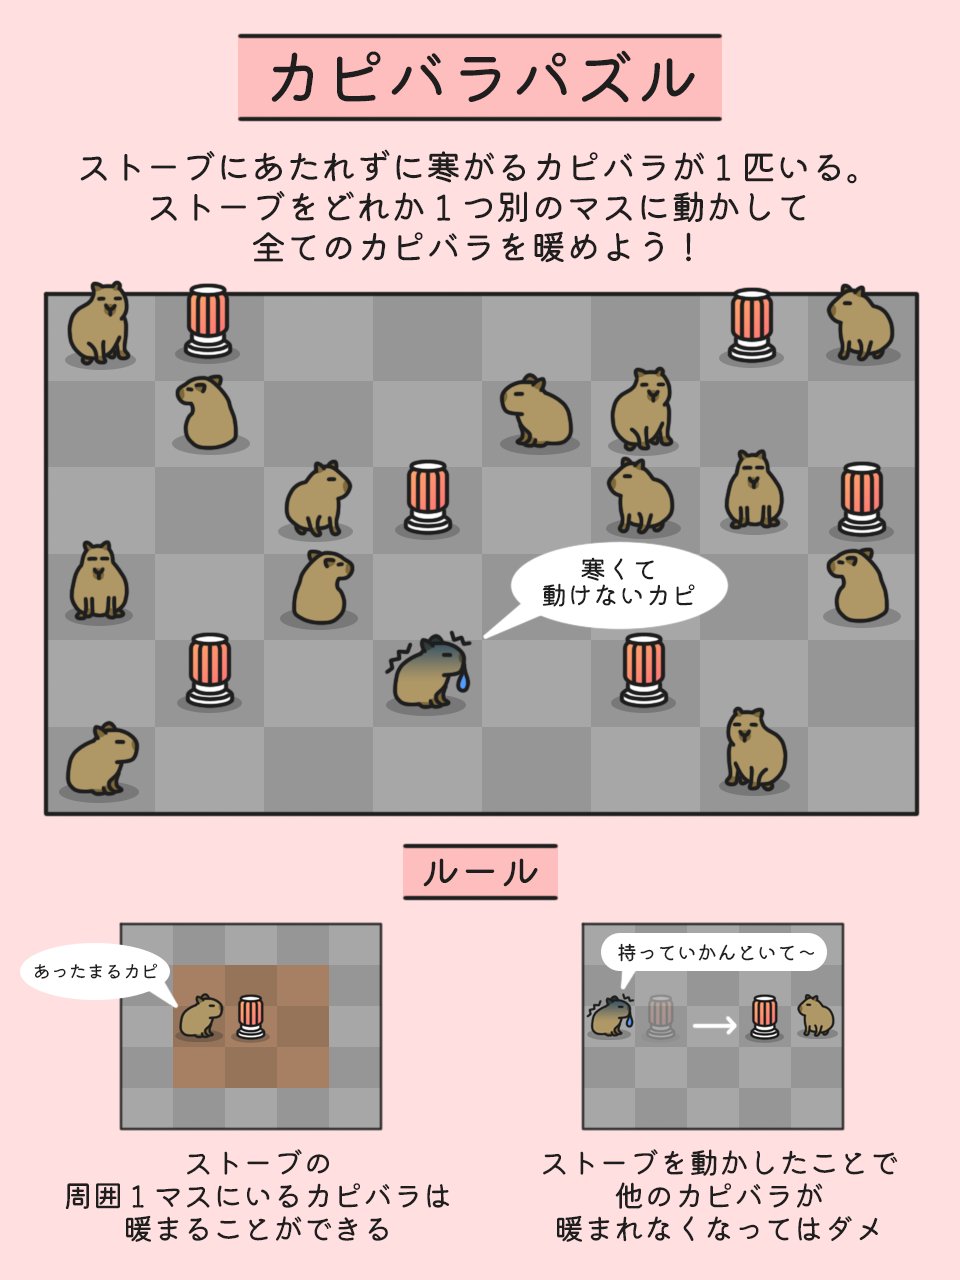 カピバラパズル
ストーブにあたれずに寒がるカピバラが1匹いる。
ストーブをどれか1つ別のマスに動かして
全てのカピバラを暖めよう!
寒くて
動けないカピ
ルール
あったまるカピ
持っていかんといて〜
ストーブの
周囲1マスにいるカピバラは
暖まることができる
ストーブを動かしたことで
他のカピバラが
暖まれなくなってはダメ